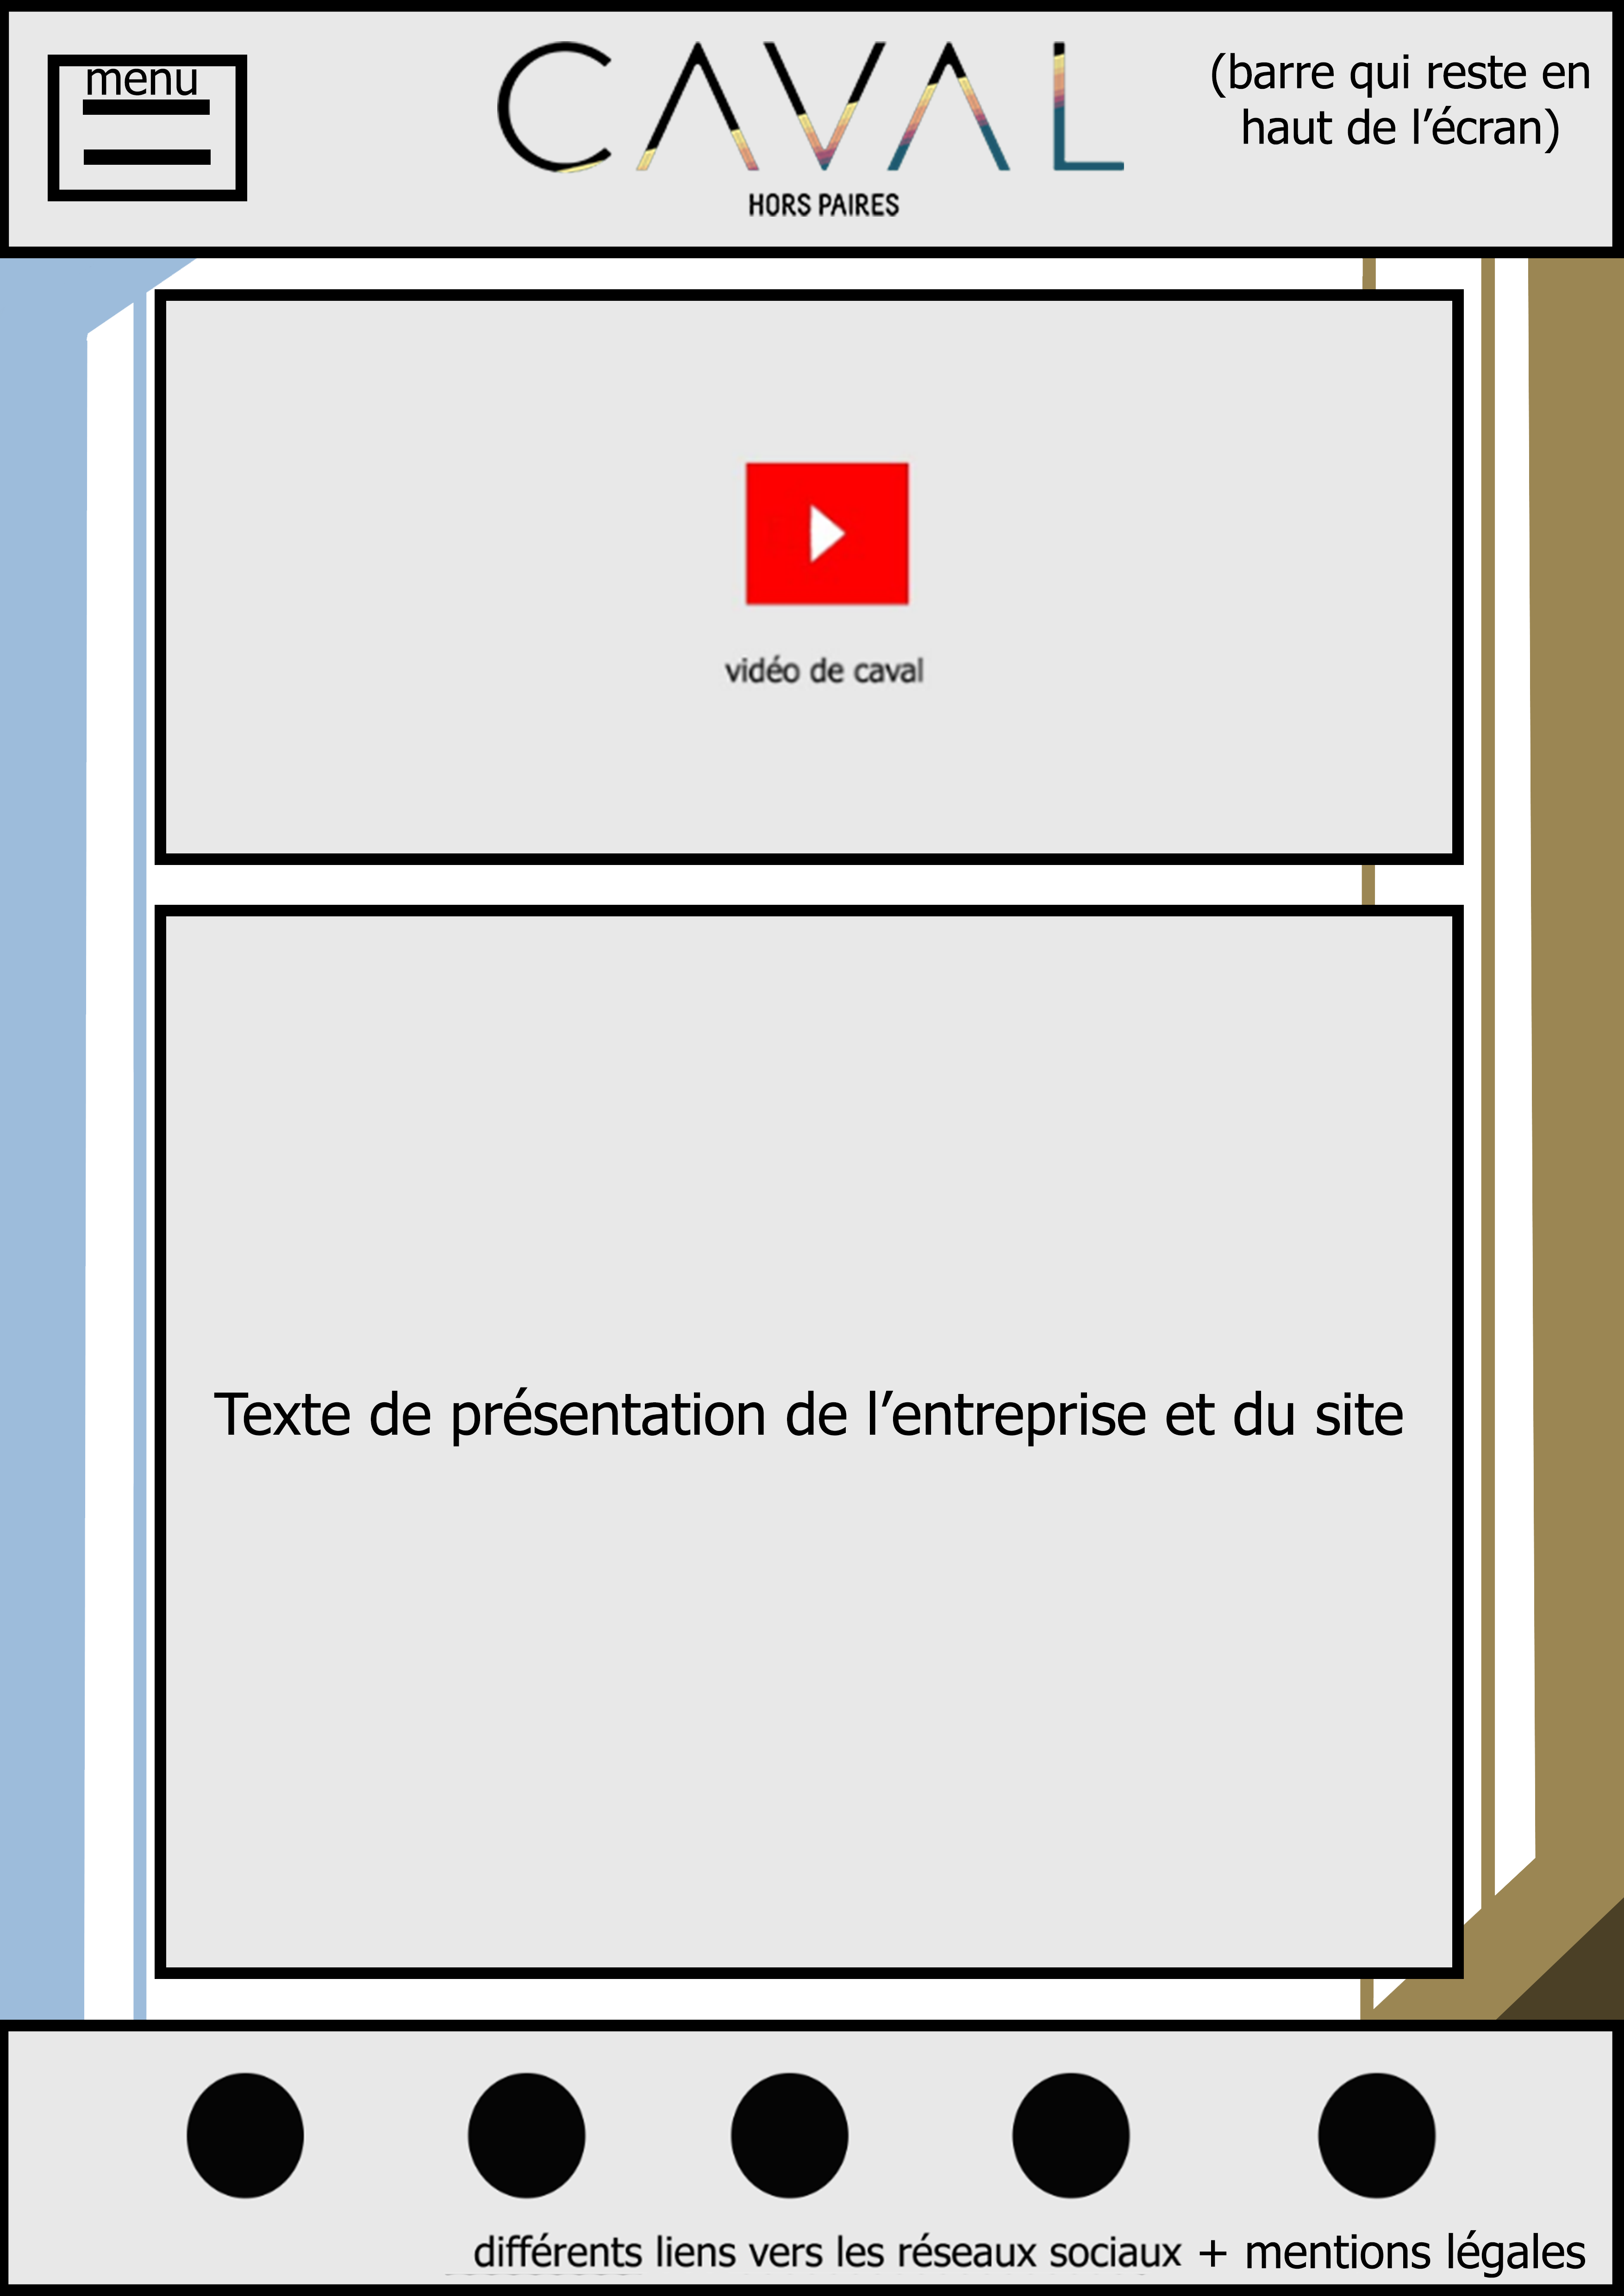 menu
CAVAL
HORS PAIRES
(barre qui reste en
haut de l’écran)
vidéo de caval
Texte de présentation de l’entreprise et du site
différents liens vers les réseaux sociaux + mentions légales